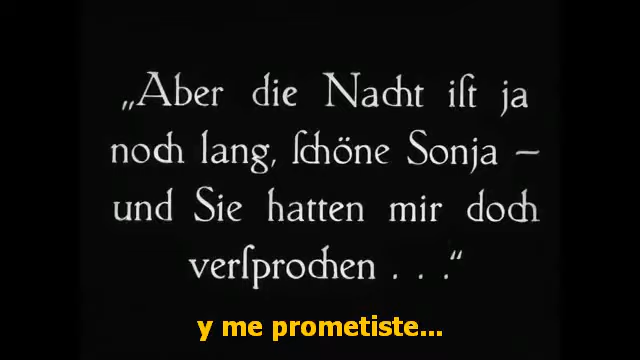 „Aber die Nacht iſt ja
noch lang, ſchöne Sonja –
und Sie hatten mir doch
verſprochen . . .“
y me prometiste...